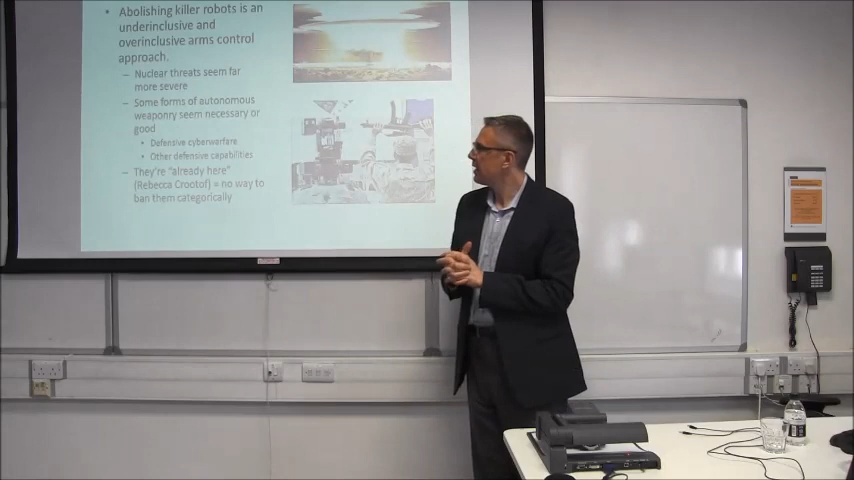 • Abolishing killer robots is an
underinclusive and
overinclusive arms control
approach.
– Nuclear threats seem far
more severe
– Some forms of autonomous
weaponry seem necessary or
good
• Defensive cyberwarfare
• Other defensive capabilities
– They're "already here"
(Rebecca Crootof) = no way to
ban them categorically